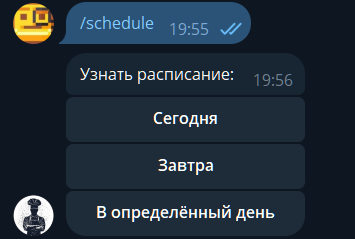 /schedule 19:55
Узнать расписание: 19:56
Сегодня
Завтра
В определённый день